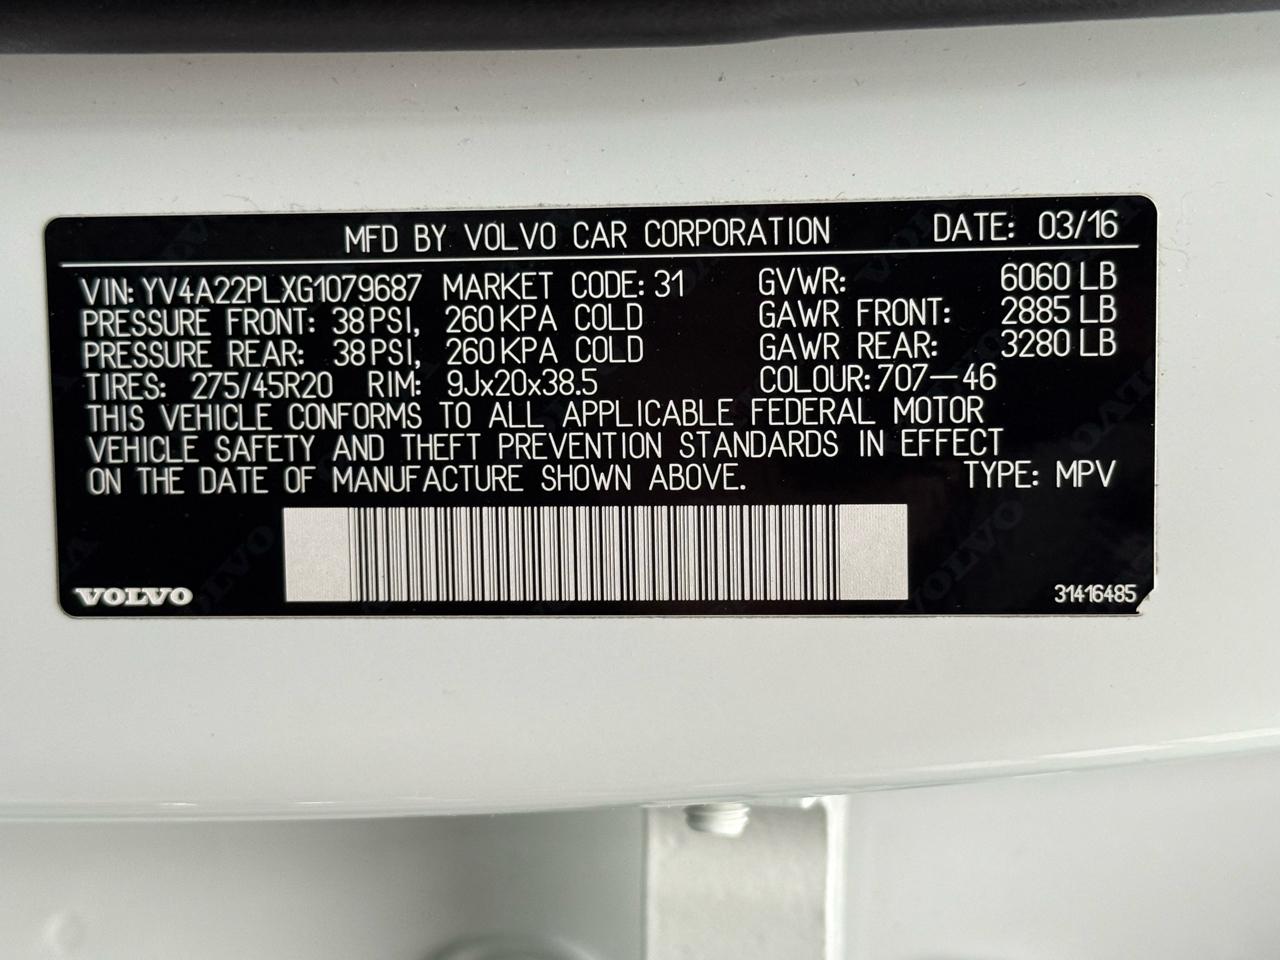 MFD BY VOLVO CAR CORPORATION DATE: 03/16
VIN: YV4A22PLXG1079687 MARKET CODE: 31 GVWR: 6060 LB
PRESSURE FRONT: 38 PSI, 260 KPA COLD GAWR FRONT: 2885 LB
PRESSURE REAR: 38 PSI, 260 KPA COLD GAWR REAR: 3280 LB
TIRES: 275/45R20 RIM: 9Jx20x38.5 COLOUR: 707-46
THIS VEHICLE CONFORMS TO ALL APPLICABLE FEDERAL MOTOR
VEHICLE SAFETY AND THEFT PREVENTION STANDARDS IN EFFECT
ON THE DATE OF MANUFACTURE SHOWN ABOVE. TYPE: MPV
VOLVO 31416485